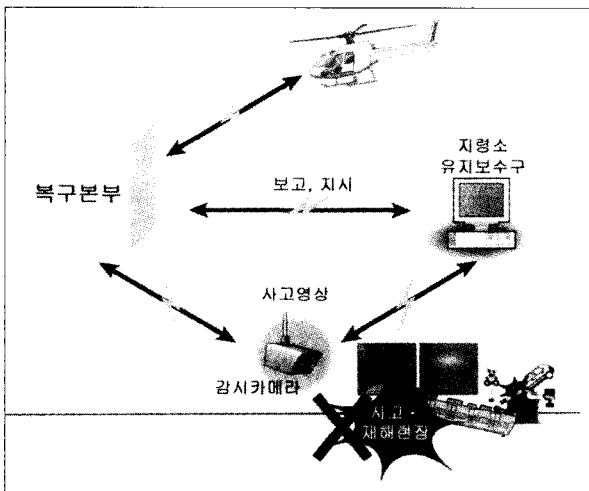 지령소
유지보수구
복구본부
보고, 지시
사고영상
감시카메라
사고·
재해현장